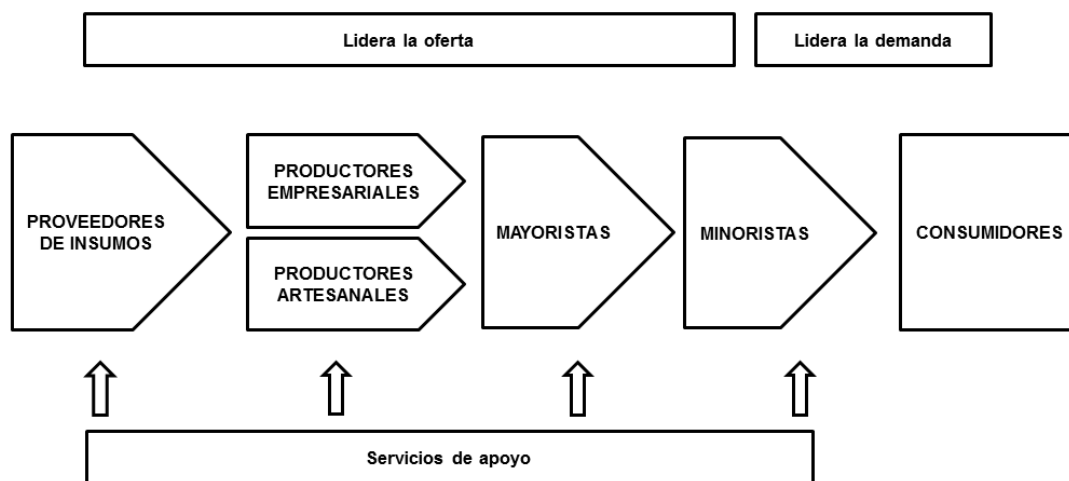 Lidera la oferta
Lidera la demanda
PROVEEDORES
DE INSUMOS
PRODUCTORES
EMPRESARIALES
PRODUCTORES
ARTESANALES
MAYORISTAS
MINORISTAS
CONSUMIDORES
Servicios de apoyo